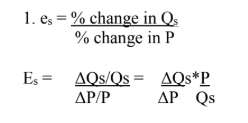 1. eₛ = % change in Qₛ
% change in P
Eₛ = ΔQs/Qs = ΔQs*P
ΔP/P ΔP Qs